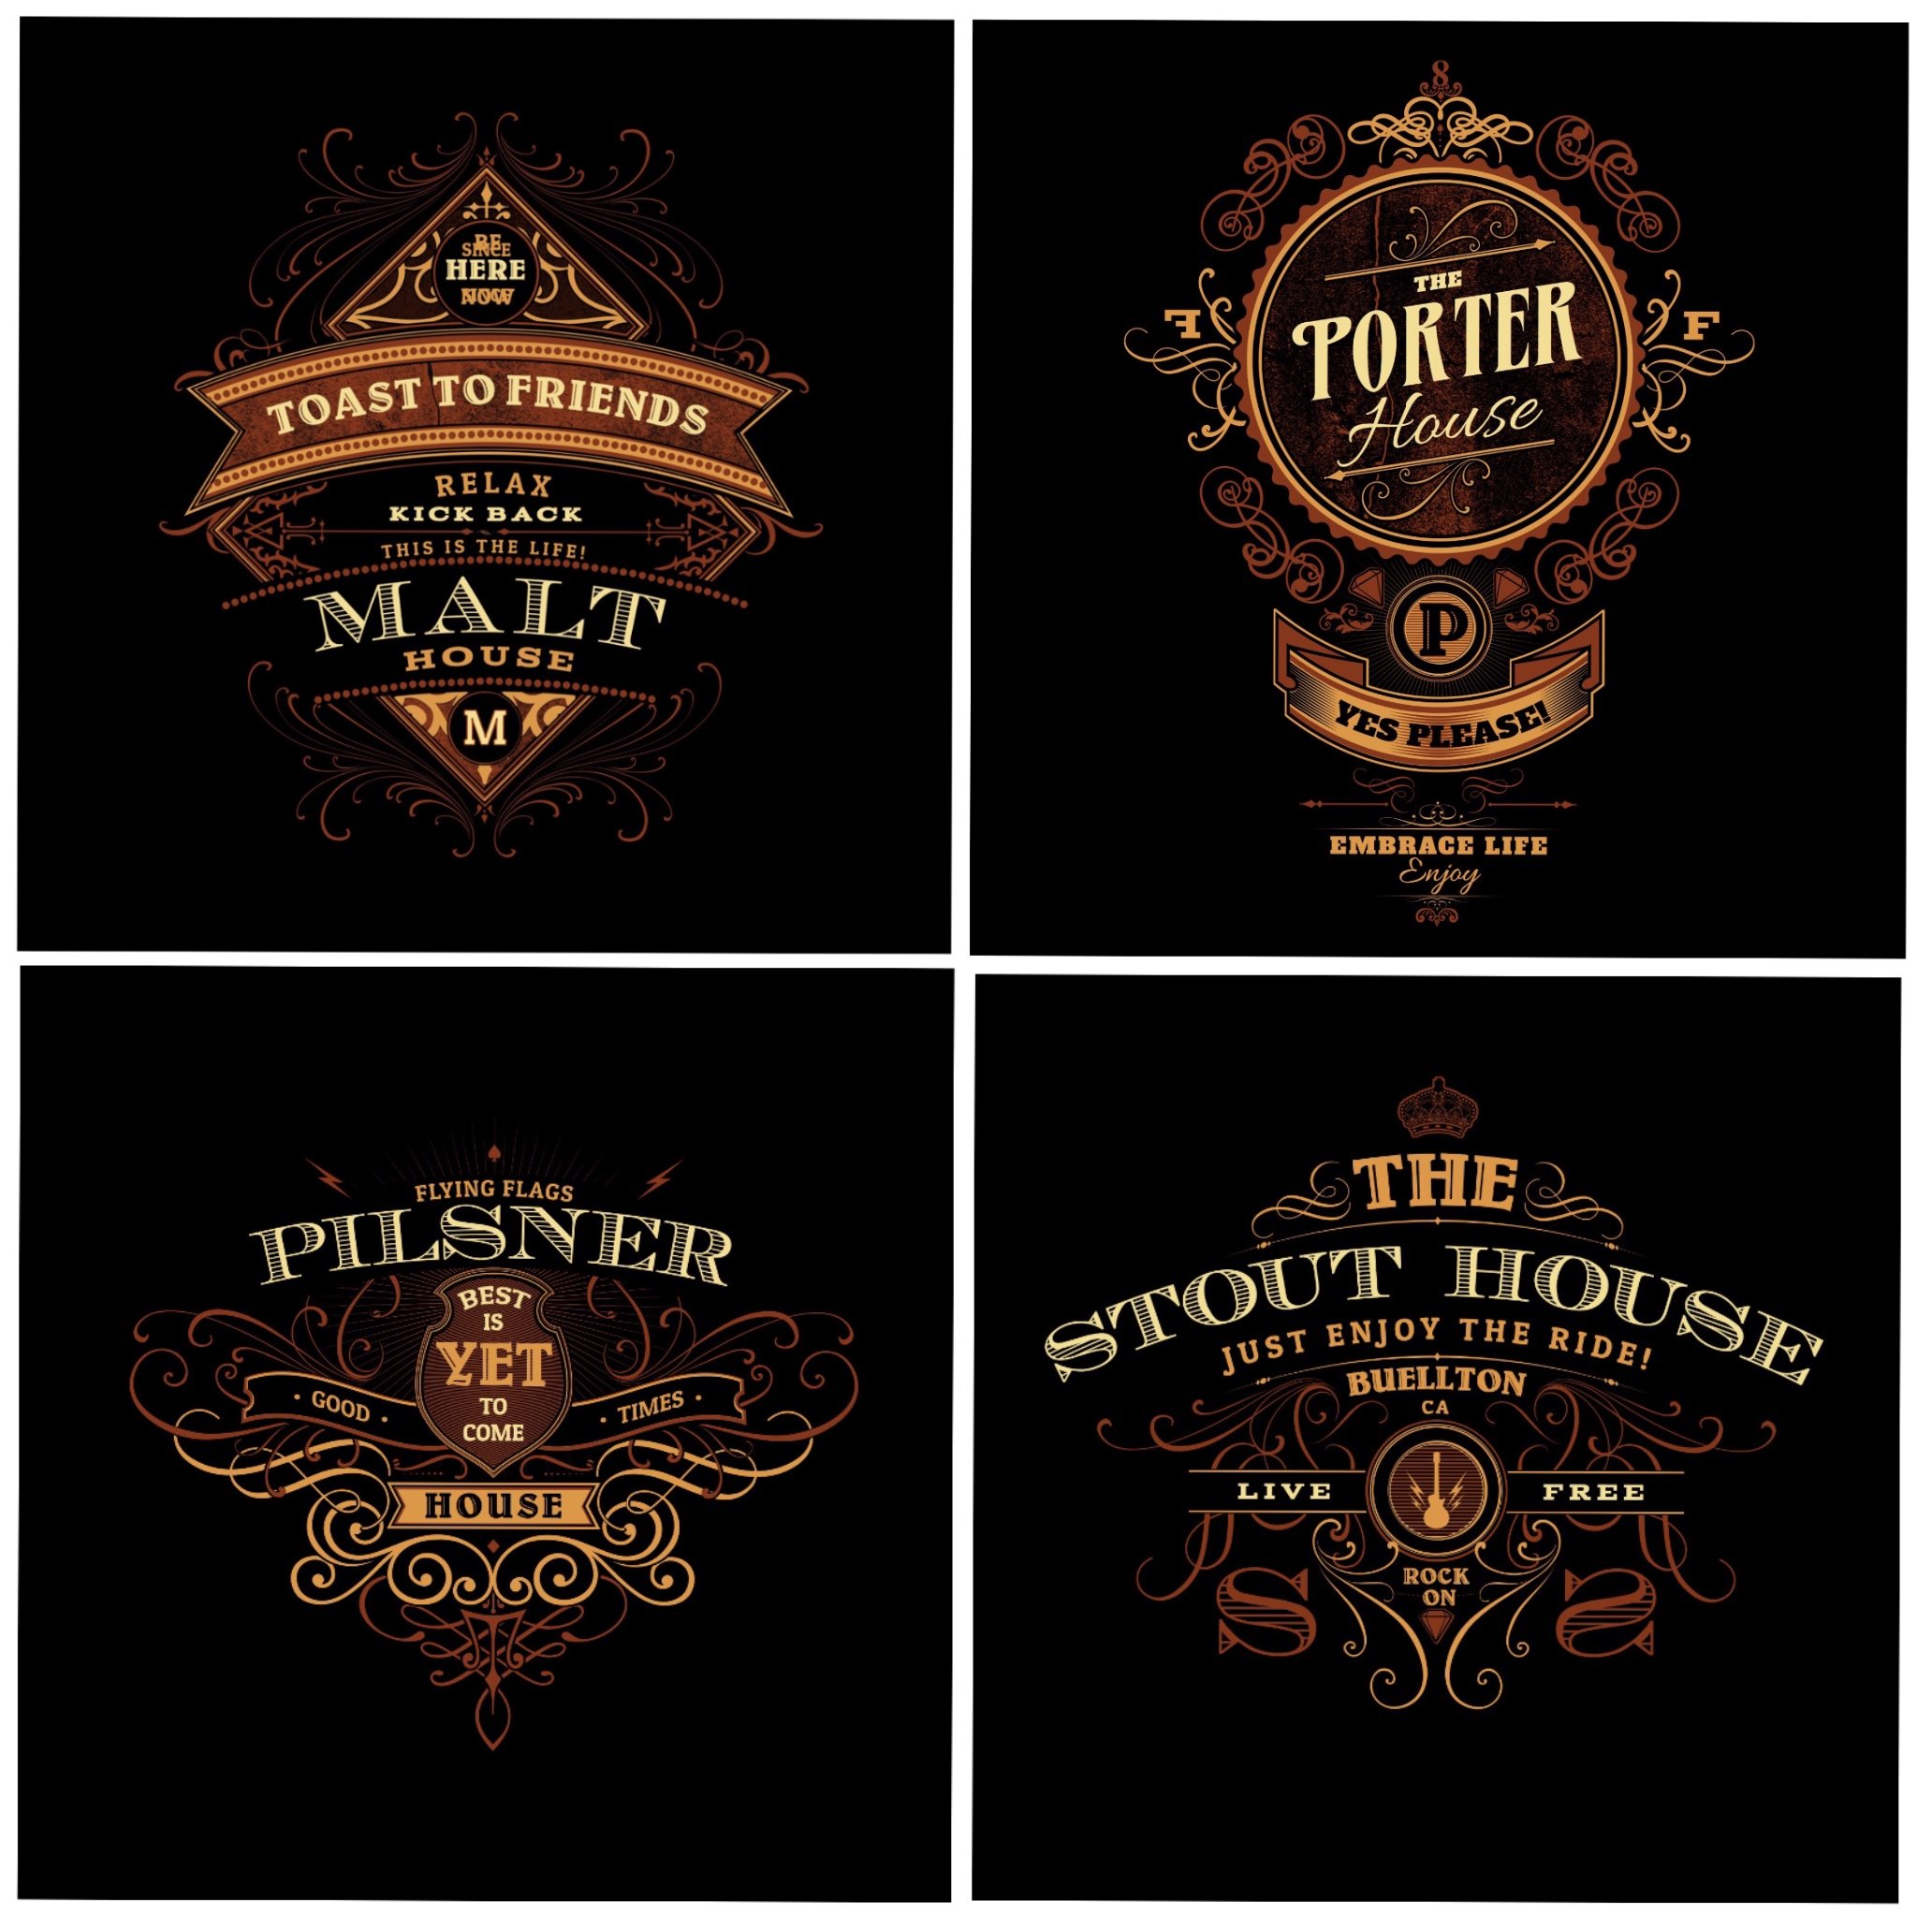 BE
SINCE
HERE
NOW
TOAST TO FRIENDS
RELAX
KICK BACK
THIS IS THE LIFE!
MALT
HOUSE
M
8
F F
THE
PORTER
House
P
YES PLEASE!
EMBRACE LIFE
Enjoy
FLYING FLAGS
PILSNER
BEST
IS
YET
TO
COME
GOOD TIMES
HOUSE
THE
STOUT HOUSE
JUST ENJOY THE RIDE!
BUELLTON
CA
LIVE FREE
ROCK
ON
S S